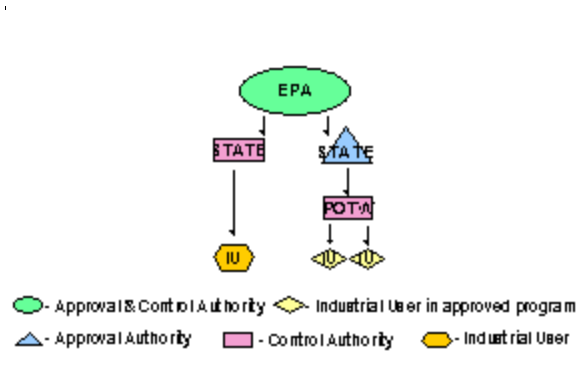 EPA
STATE
STATE
POTW
IU
IU
IU
- Approval & Control Authority
- Industrial User in approved program
- Approval Authority
- Control Authority
- Industrial User